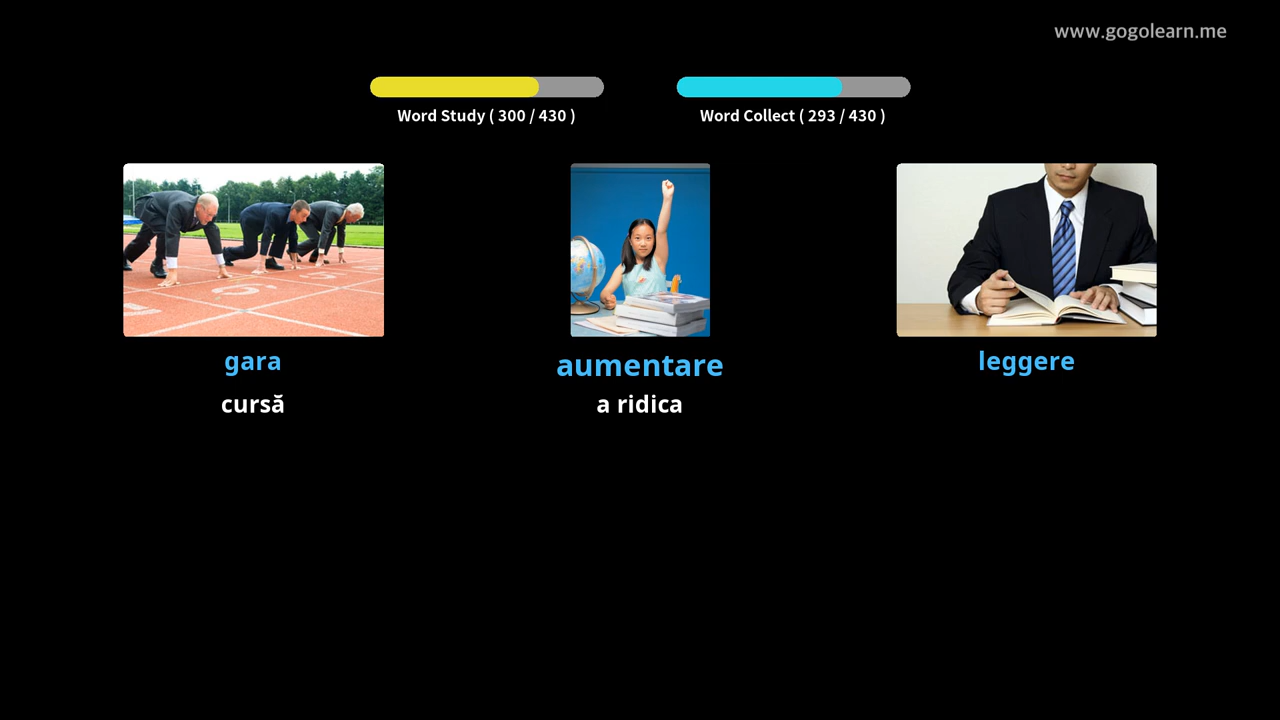 www.gogolearn.me
Word Study ( 300 / 430 )
Word Collect ( 293 / 430 )
gara
aumentare
leggere
cursă
a ridica